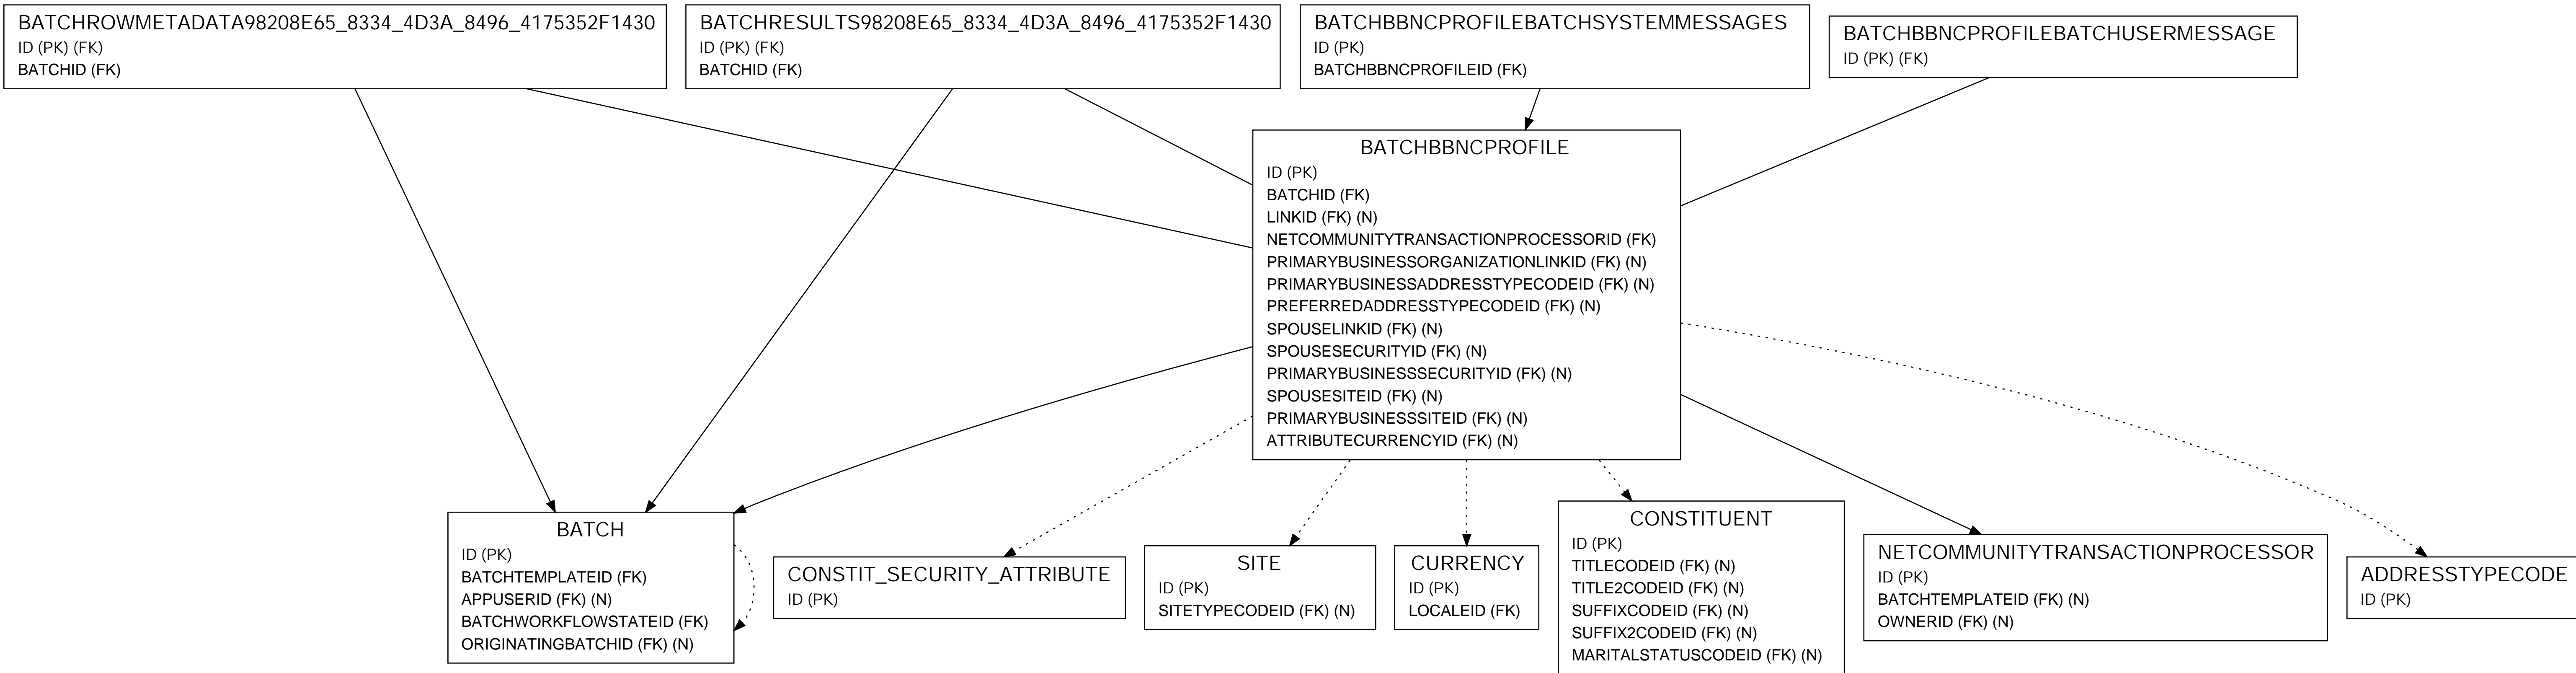 BATCHROWMETADATA98208E65_8334_4D3A_8496_4175352F1430
ID (PK) (FK)
BATCHID (FK)
BATCHRESULTS98208E65_8334_4D3A_8496_4175352F1430
ID (PK) (FK)
BATCHID (FK)
BATCHBBNCPROFILEBATCHSYSTEMMESSAGES
ID (PK)
BATCHBBNCPROFILEID (FK)
BATCHBBNCPROFILEBATCHUSERMESSAGE
ID (PK) (FK)
BATCHBBNCPROFILE
ID (PK)
BATCHID (FK)
LINKID (FK) (N)
NETCOMMUNITYTRANSACTIONPROCESSORID (FK)
PRIMARYBUSINESSORGANIZATIONLINKID (FK) (N)
PRIMARYBUSINESSADDRESSTYPECODEID (FK) (N)
PREFERREDADDRESSTYPECODEID (FK) (N)
SPOUSELINKID (FK) (N)
SPOUSESECURITYID (FK) (N)
PRIMARYBUSINESSSECURITYID (FK) (N)
SPOUSESITEID (FK) (N)
PRIMARYBUSINESSSITEID (FK) (N)
ATTRIBUTECURRENCYID (FK) (N)
BATCH
ID (PK)
BATCHTEMPLATEID (FK)
APPUSERID (FK) (N)
BATCHWORKFLOWSTATEID (FK)
ORIGINATINGBATCHID (FK) (N)
CONSTIT_SECURITY_ATTRIBUTE
ID (PK)
SITE
ID (PK)
SITETYPECODEID (FK) (N)
CURRENCY
ID (PK)
LOCALEID (FK)
CONSTITUENT
ID (PK)
TITLECODEID (FK) (N)
TITLE2CODEID (FK) (N)
SUFFIXCODEID (FK) (N)
SUFFIX2CODEID (FK) (N)
MARITALSTATUSCODEID (FK) (N)
NETCOMMUNITYTRANSACTIONPROCESSOR
ID (PK)
BATCHTEMPLATEID (FK) (N)
OWNERID (FK) (N)
ADDRESSTYPECODE
ID (PK)